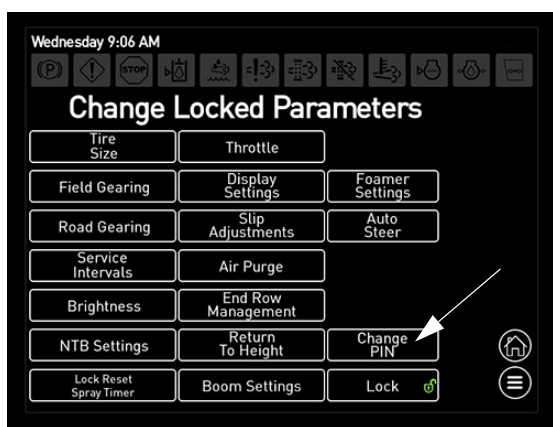 Wednesday 9:06 AM
(P) STOP
Change Locked Parameters
Tire
Size
Throttle
Field Gearing
Display
Settings
Foamer
Settings
Road Gearing
Slip
Adjustments
Auto
Steer
Service
Intervals
Air Purge
Brightness
End Row
Management
NTB Settings
Return
To Height
Change
PIN
Lock Reset
Spray Timer
Boom Settings
Lock